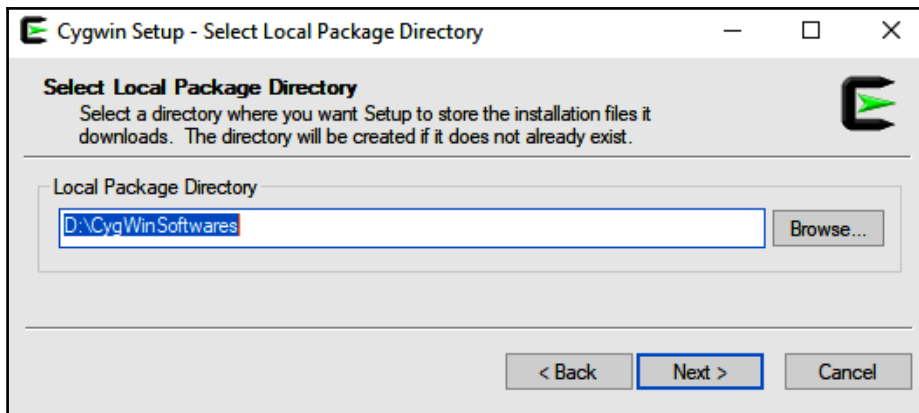 Cygwin Setup - Select Local Package Directory
Select Local Package Directory
Select a directory where you want Setup to store the installation files it
downloads. The directory will be created if it does not already exist.
Local Package Directory
D:\CygWinSoftwares
Browse...
< Back
Next >
Cancel